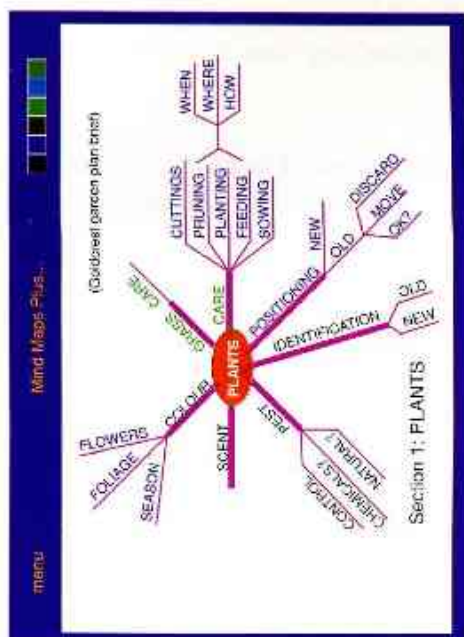 menu
Mind Maps Plus...
(Goldcrest garden plan brief)
FLOWERS
FOLIAGE
SEASON
COLOUR
GRASS CARE
CARE
CUTTINGS
PRUNING
PLANTING
FEEDING
SOWING
WHEN
WHERE
HOW
PLANTS
SCENT
POSITIONING
NEW
OLD
DISCARD
MOVE
OK?
IDENTIFICATION
OLD
NEW
PEST
CONTROL
CHEMICALS?
NATURAL?
Section 1: PLANTS